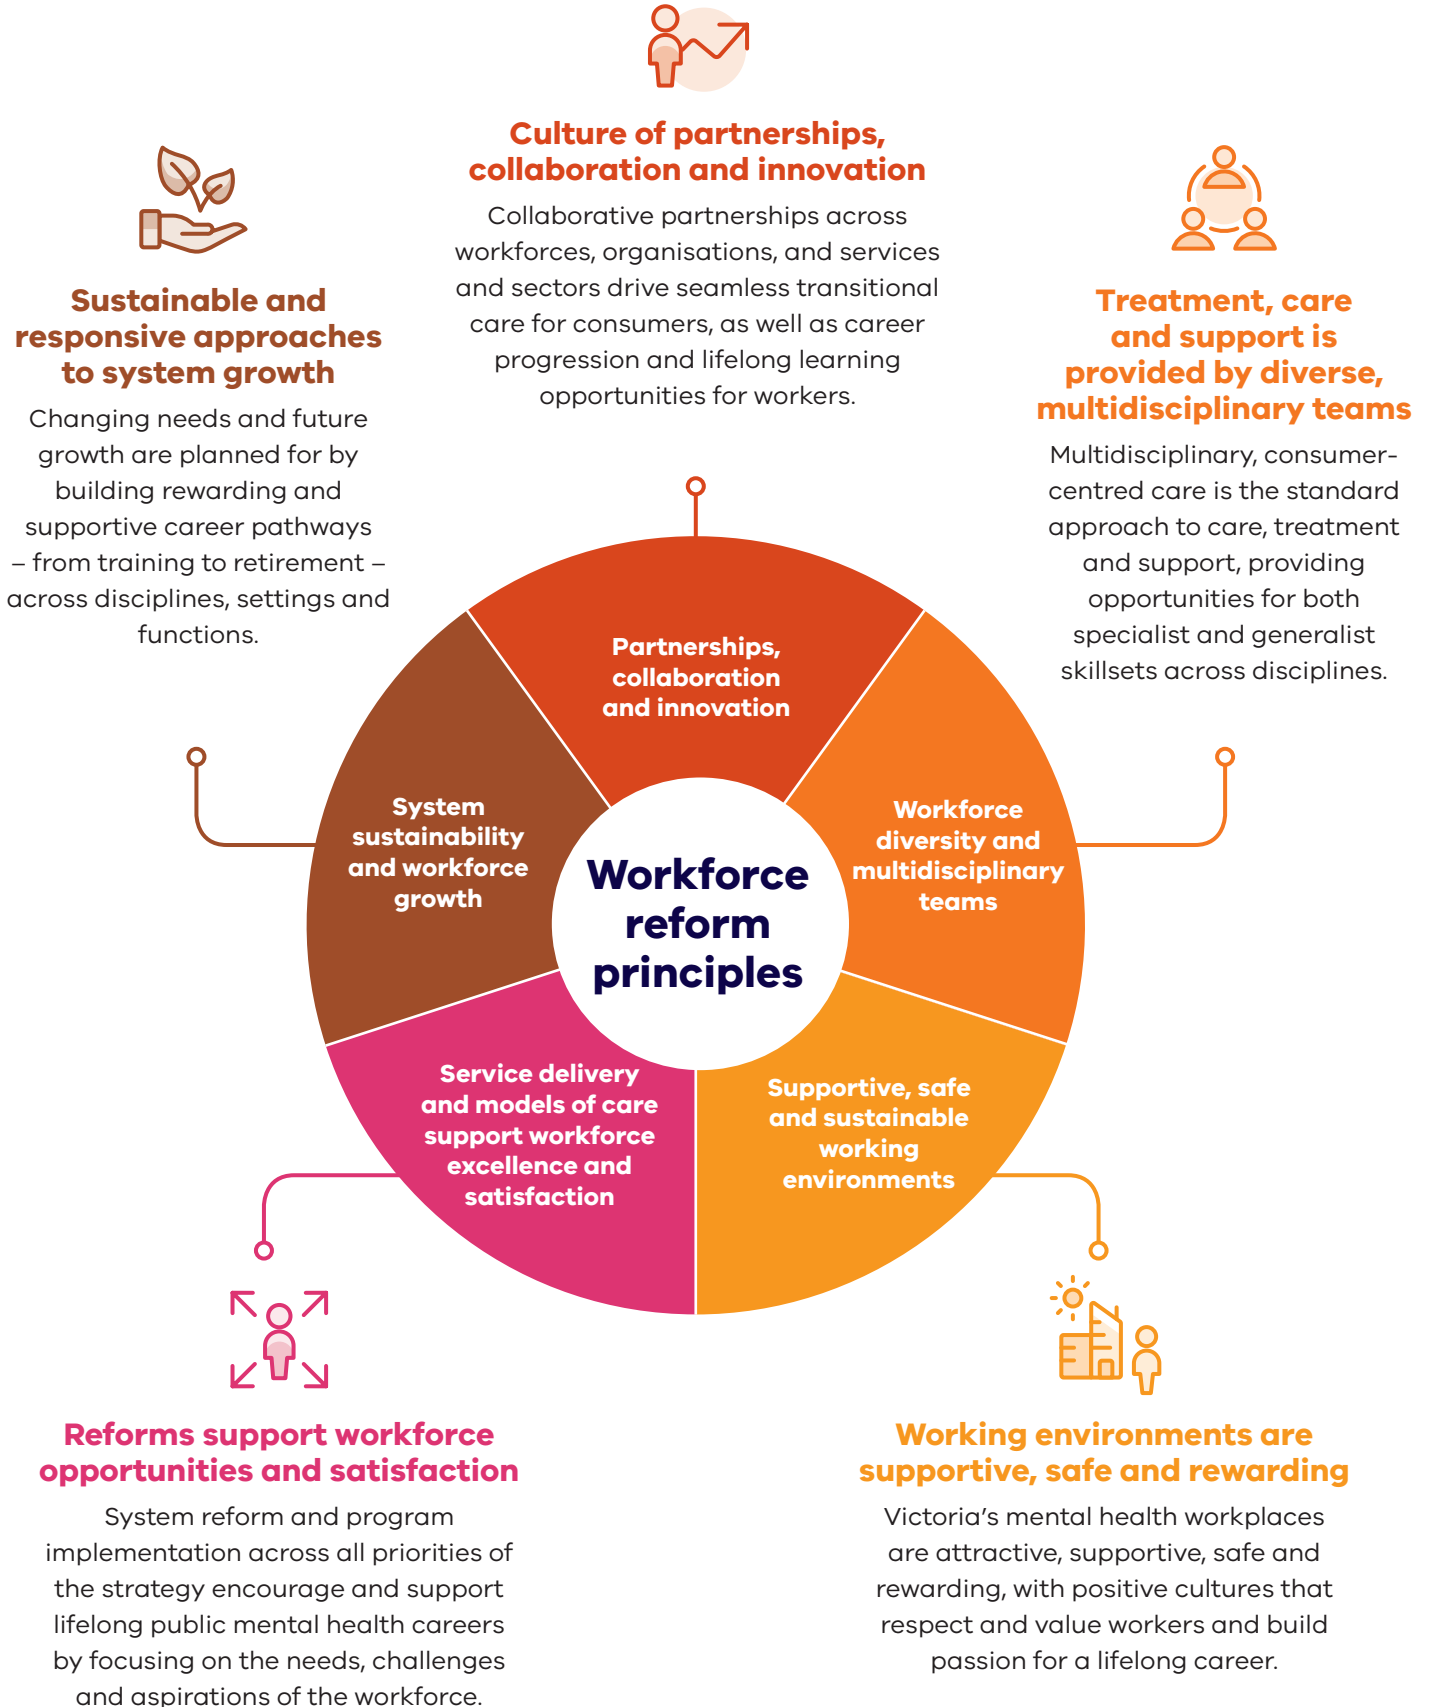 Culture of partnerships,
collaboration and innovation
Collaborative partnerships across
workforces, organisations, and services
and sectors drive seamless transitional
care for consumers, as well as career
progression and lifelong learning
opportunities for workers.
Sustainable and
responsive approaches
to system growth
Changing needs and future
growth are planned for by
building rewarding and
supportive career pathways
– from training to retirement –
across disciplines, settings and
functions.
Treatment, care
and support is
provided by diverse,
multidisciplinary teams
Multidisciplinary, consumer-
centred care is the standard
approach to care, treatment
and support, providing
opportunities for both
specialist and generalist
skillsets across disciplines.
Partnerships,
collaboration
and innovation
System
sustainability
and workforce
growth
Workforce
reform
principles
Workforce
diversity and
multidisciplinary
teams
Service delivery
and models of care
support workforce
excellence and
satisfaction
Supportive, safe
and sustainable
working
environments
Reforms support workforce
opportunities and satisfaction
System reform and program
implementation across all priorities of
the strategy encourage and support
lifelong public mental health careers
by focusing on the needs, challenges
and aspirations of the workforce.
Working environments are
supportive, safe and rewarding
Victoria’s mental health workplaces
are attractive, supportive, safe and
rewarding, with positive cultures that
respect and value workers and build
passion for a lifelong career.